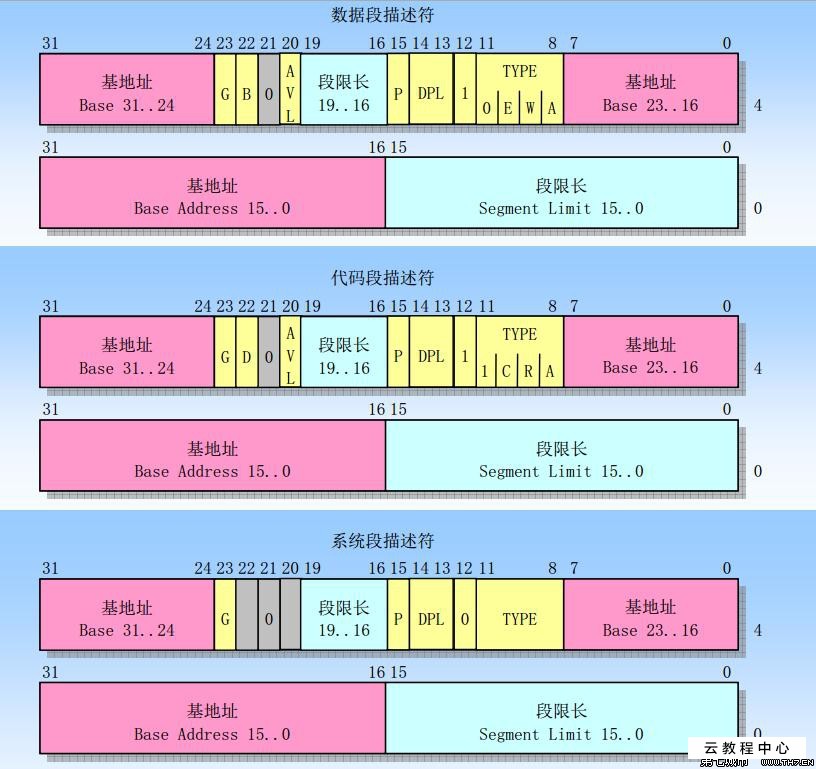 数据段描述符
31 24 23 22 21 20 19 16 15 14 13 12 11 8 7 0
基地址 Base 31..24 G B 0 AVL 段限长 19..16 P DPL 1 TYPE 0 E W A 基地址 Base 23..16 4
31 16 15 0
基地址 段限长
Base Address 15..0 Segment Limit 15..0 0
代码段描述符
31 24 23 22 21 20 19 16 15 14 13 12 11 8 7 0
基地址 Base 31..24 G D 0 AVL 段限长 19..16 P DPL 1 TYPE 1 C R A 基地址 Base 23..16 4
31 16 15 0
基地址 段限长
Base Address 15..0 Segment Limit 15..0 0
系统段描述符
31 24 23 22 21 20 19 16 15 14 13 12 11 8 7 0
基地址 Base 31..24 G 0 段限长 19..16 P DPL 0 TYPE 基地址 Base 23..16 4
31 16 15 0
基地址 段限长
Base Address 15..0 Segment Limit 15..0 0
云教程中心
WWW.TH7.CN